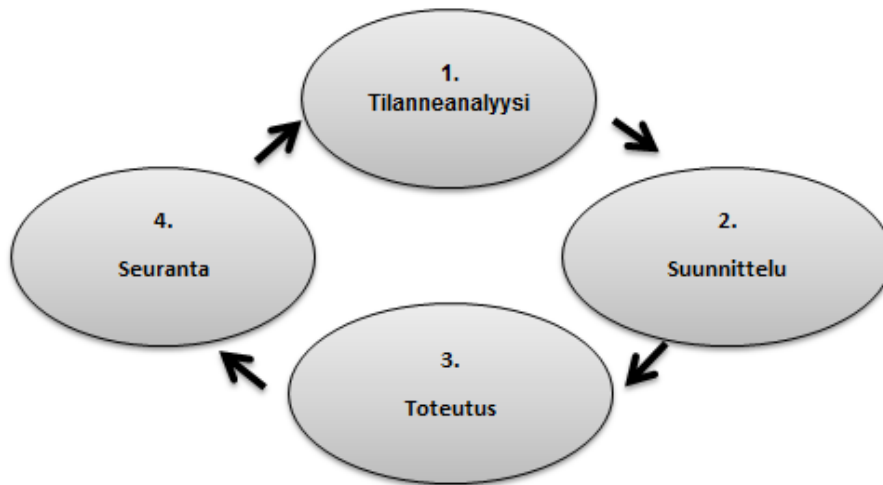 1.
Tilanneanalyysi
2.
Suunnittelu
3.
Toteutus
4.
Seuranta